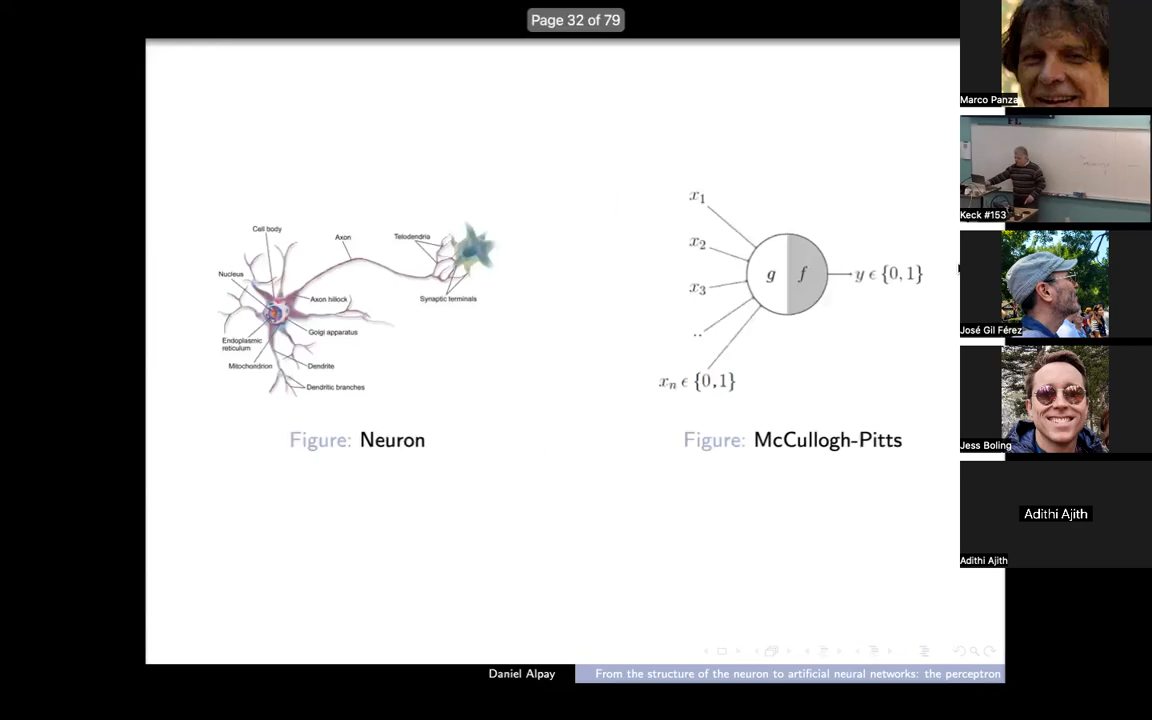 Page 32 of 79
Cell body
Axon
Telodendria
Nucleus
Axon hillock
Synaptic terminals
Golgi apparatus
Endoplasmic
reticulum
Mitochondrion
Dendrite
Dendritic branches
Figure: Neuron
x1
x2
x3
..
xn ϵ {0,1}
g f
y ϵ {0,1}
Figure: McCullogh-Pitts
Daniel Alpay
From the structure of the neuron to artificial neural networks: the perceptron
Marco Panza
Keck #153
José Gil Férez
Jess Boling
Adithi Ajith
Adithi Ajith